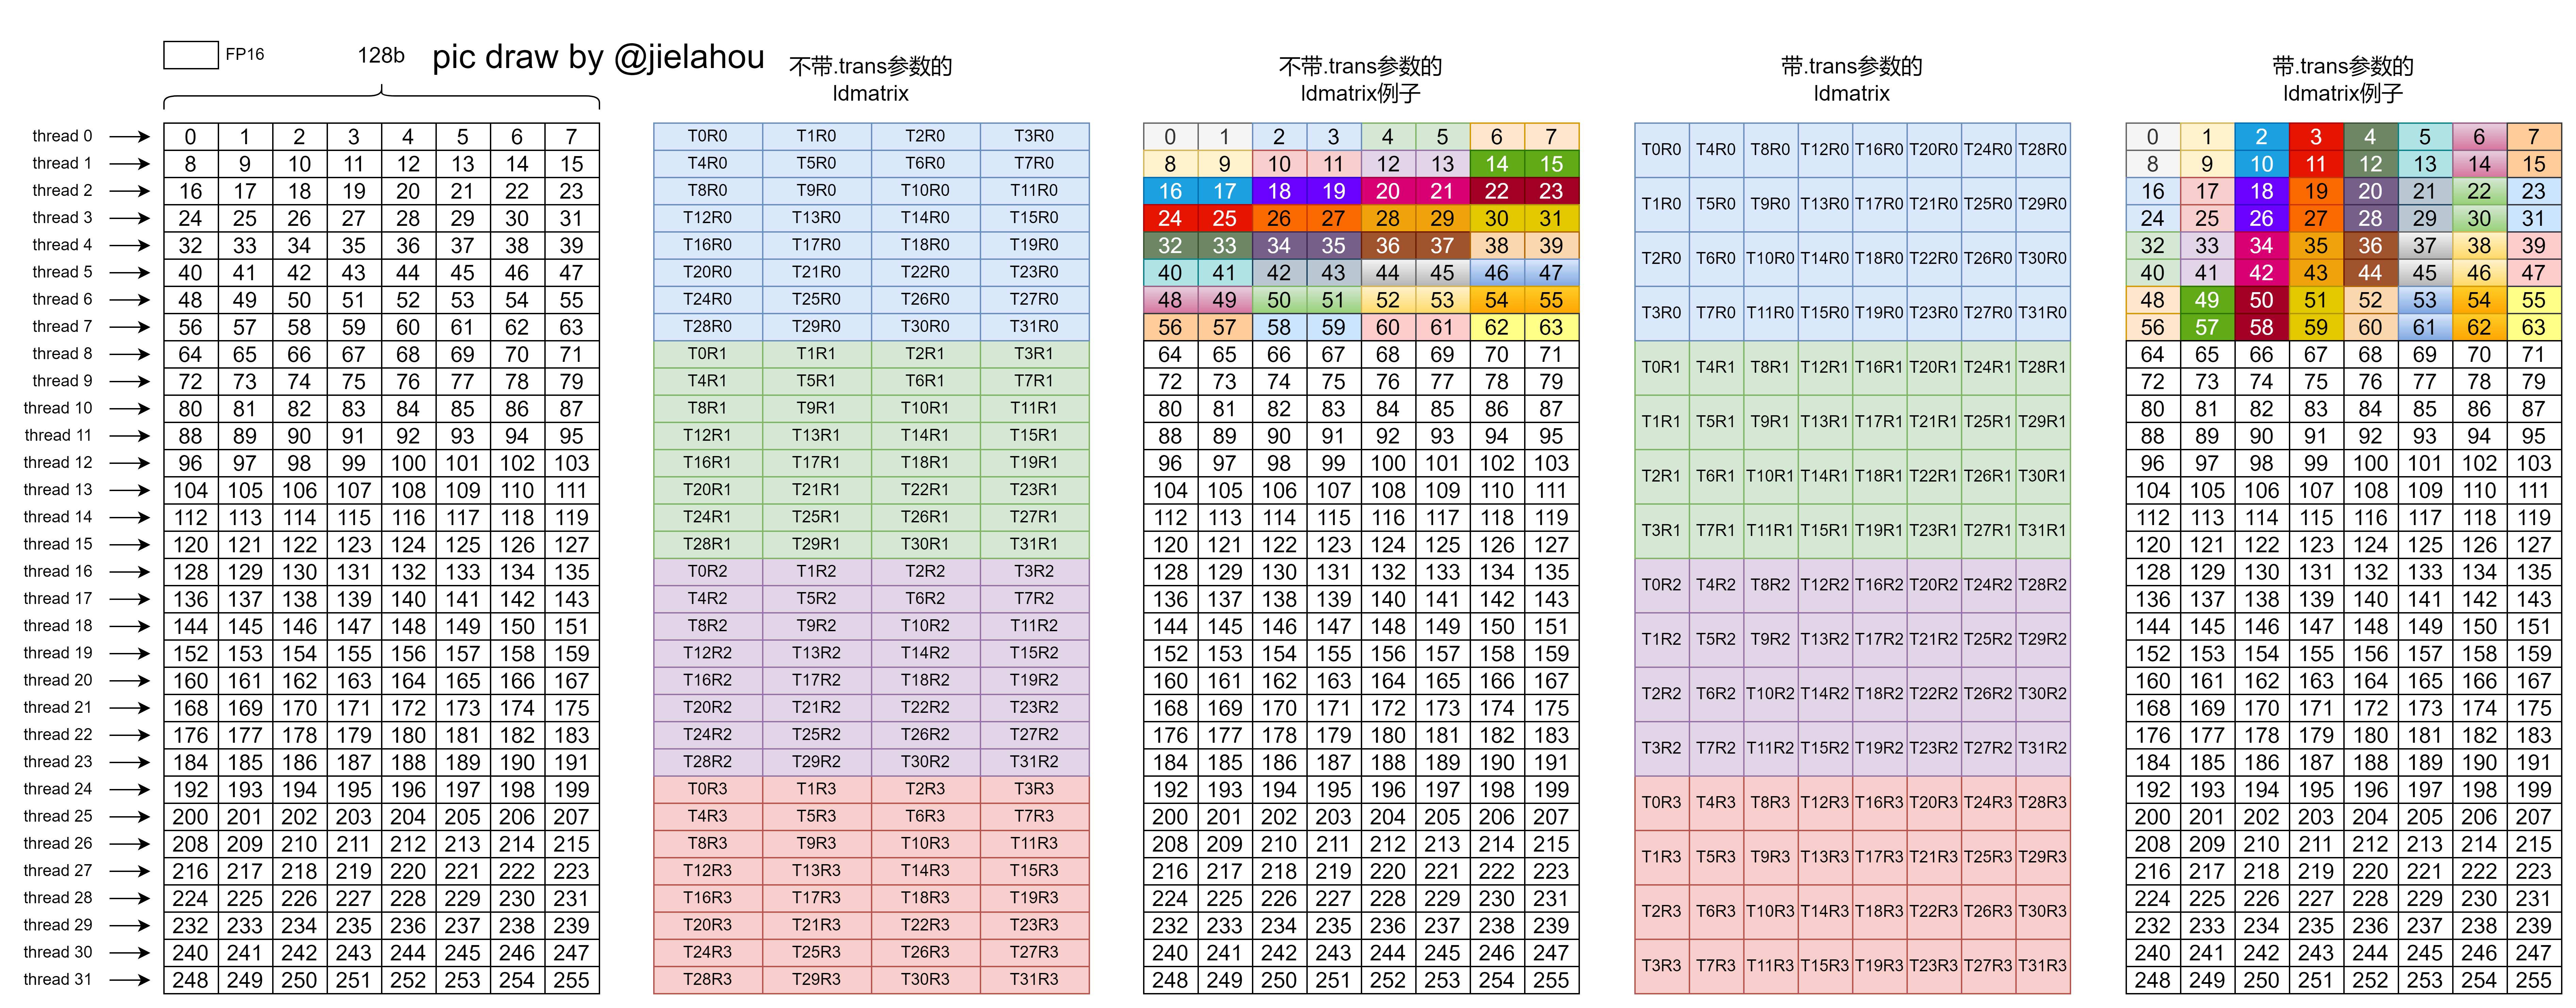 FP16
128b
pic draw by @jielahou
thread 0 0 1 2 3 4 5 6 7
thread 1 8 9 10 11 12 13 14 15
thread 2 16 17 18 19 20 21 22 23
thread 3 24 25 26 27 28 29 30 31
thread 4 32 33 34 35 36 37 38 39
thread 5 40 41 42 43 44 45 46 47
thread 6 48 49 50 51 52 53 54 55
thread 7 56 57 58 59 60 61 62 63
thread 8 64 65 66 67 68 69 70 71
thread 9 72 73 74 75 76 77 78 79
thread 10 80 81 82 83 84 85 86 87
thread 11 88 89 90 91 92 93 94 95
thread 12 96 97 98 99 100 101 102 103
thread 13 104 105 106 107 108 109 110 111
thread 14 112 113 114 115 116 117 118 119
thread 15 120 121 122 123 124 125 126 127
thread 16 128 129 130 131 132 133 134 135
thread 17 136 137 138 139 140 141 142 143
thread 18 144 145 146 147 148 149 150 151
thread 19 152 153 154 155 156 157 158 159
thread 20 160 161 162 163 164 165 166 167
thread 21 168 169 170 171 172 173 174 175
thread 22 176 177 178 179 180 181 182 183
thread 23 184 185 186 187 188 189 190 191
thread 24 192 193 194 195 196 197 198 199
thread 25 200 201 202 203 204 205 206 207
thread 26 208 209 210 211 212 213 214 215
thread 27 216 217 218 219 220 221 222 223
thread 28 224 225 226 227 228 229 230 231
thread 29 232 233 234 235 236 237 238 239
thread 30 240 241 242 243 244 245 246 247
thread 31 248 249 250 251 252 253 254 255
不带.trans参数的
ldmatrix
T0R0 T1R0 T2R0 T3R0
T4R0 T5R0 T6R0 T7R0
T8R0 T9R0 T10R0 T11R0
T12R0 T13R0 T14R0 T15R0
T16R0 T17R0 T18R0 T19R0
T20R0 T21R0 T22R0 T23R0
T24R0 T25R0 T26R0 T27R0
T28R0 T29R0 T30R0 T31R0
T0R1 T1R1 T2R1 T3R1
T4R1 T5R1 T6R1 T7R1
T8R1 T9R1 T10R1 T11R1
T12R1 T13R1 T14R1 T15R1
T16R1 T17R1 T18R1 T19R1
T20R1 T21R1 T22R1 T23R1
T24R1 T25R1 T26R1 T27R1
T28R1 T29R1 T30R1 T31R1
T0R2 T1R2 T2R2 T3R2
T4R2 T5R2 T6R2 T7R2
T8R2 T9R2 T10R2 T11R2
T12R2 T13R2 T14R2 T15R2
T16R2 T17R2 T18R2 T19R2
T20R2 T21R2 T22R2 T23R2
T24R2 T25R2 T26R2 T27R2
T28R2 T29R2 T30R2 T31R2
T0R3 T1R3 T2R3 T3R3
T4R3 T5R3 T6R3 T7R3
T8R3 T9R3 T10R3 T11R3
T12R3 T13R3 T14R3 T15R3
T16R3 T17R3 T18R3 T19R3
T20R3 T21R3 T22R3 T23R3
T24R3 T25R3 T26R3 T27R3
T28R3 T29R3 T30R3 T31R3
不带.trans参数的
ldmatrix例子
0 1 2 3 4 5 6 7
8 9 10 11 12 13 14 15
16 17 18 19 20 21 22 23
24 25 26 27 28 29 30 31
32 33 34 35 36 37 38 39
40 41 42 43 44 45 46 47
48 49 50 51 52 53 54 55
56 57 58 59 60 61 62 63
64 65 66 67 68 69 70 71
72 73 74 75 76 77 78 79
80 81 82 83 84 85 86 87
88 89 90 91 92 93 94 95
96 97 98 99 100 101 102 103
104 105 106 107 108 109 110 111
112 113 114 115 116 117 118 119
120 121 122 123 124 125 126 127
128 129 130 131 132 133 134 135
136 137 138 139 140 141 142 143
144 145 146 147 148 149 150 151
152 153 154 155 156 157 158 159
160 161 162 163 164 165 166 167
168 169 170 171 172 173 174 175
176 177 178 179 180 181 182 183
184 185 186 187 188 189 190 191
192 193 194 195 196 197 198 199
200 201 202 203 204 205 206 207
208 209 210 211 212 213 214 215
216 217 218 219 220 221 222 223
224 225 226 227 228 229 230 231
232 233 234 235 236 237 238 239
240 241 242 243 244 245 246 247
248 249 250 251 252 253 254 255
带.trans参数的
ldmatrix
T0R0 T4R0 T8R0 T12R0 T16R0 T20R0 T24R0 T28R0
T1R0 T5R0 T9R0 T13R0 T17R0 T21R0 T25R0 T29R0
T2R0 T6R0 T10R0 T14R0 T18R0 T22R0 T26R0 T30R0
T3R0 T7R0 T11R0 T15R0 T19R0 T23R0 T27R0 T31R0
T0R1 T4R1 T8R1 T12R1 T16R1 T20R1 T24R1 T28R1
T1R1 T5R1 T9R1 T13R1 T17R1 T21R1 T25R1 T29R1
T2R1 T6R1 T10R1 T14R1 T18R1 T22R1 T26R1 T30R1
T3R1 T7R1 T11R1 T15R1 T19R1 T23R1 T27R1 T31R1
T0R2 T4R2 T8R2 T12R2 T16R2 T20R2 T24R2 T28R2
T1R2 T5R2 T9R2 T13R2 T17R2 T21R2 T25R2 T29R2
T2R2 T6R2 T10R2 T14R2 T18R2 T22R2 T26R2 T30R2
T3R2 T7R2 T11R2 T15R2 T19R2 T23R2 T27R2 T31R2
T0R3 T4R3 T8R3 T12R3 T16R3 T20R3 T24R3 T28R3
T1R3 T5R3 T9R3 T13R3 T17R3 T21R3 T25R3 T29R3
T2R3 T6R3 T10R3 T14R3 T18R3 T22R3 T26R3 T30R3
T3R3 T7R3 T11R3 T15R3 T19R3 T23R3 T27R3 T31R3
带.trans参数的
ldmatrix例子
0 1 2 3 4 5 6 7
8 9 10 11 12 13 14 15
16 17 18 19 20 21 22 23
24 25 26 27 28 29 30 31
32 33 34 35 36 37 38 39
40 41 42 43 44 45 46 47
48 49 50 51 52 53 54 55
56 57 58 59 60 61 62 63
64 65 66 67 68 69 70 71
72 73 74 75 76 77 78 79
80 81 82 83 84 85 86 87
88 89 90 91 92 93 94 95
96 97 98 99 100 101 102 103
104 105 106 107 108 109 110 111
112 113 114 115 116 117 118 119
120 121 122 123 124 125 126 127
128 129 130 131 132 133 134 135
136 137 138 139 140 141 142 143
144 145 146 147 148 149 150 151
152 153 154 155 156 157 158 159
160 161 162 163 164 165 166 167
168 169 170 171 172 173 174 175
176 177 178 179 180 181 182 183
184 185 186 187 188 189 190 191
192 193 194 195 196 197 198 199
200 201 202 203 204 205 206 207
208 209 210 211 212 213 214 215
216 217 218 219 220 221 222 223
224 225 226 227 228 229 230 231
232 233 234 235 236 237 238 239
240 241 242 243 244 245 246 247
248 249 250 251 252 253 254 255